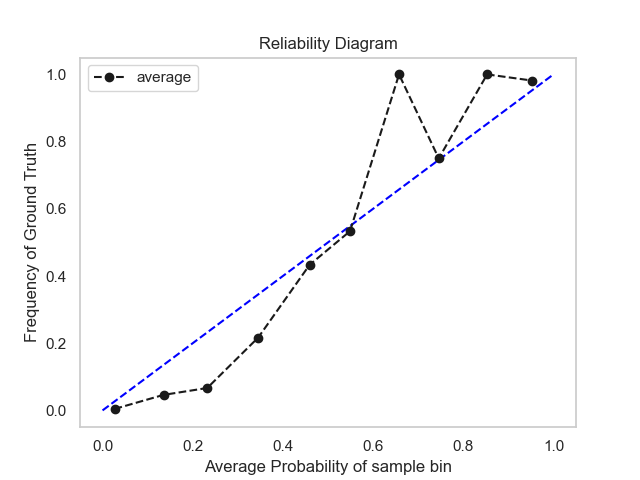 Reliability Diagram
average
Frequency of Ground Truth
1.0
0.8
0.6
0.4
0.2
0.0
0.0 0.2 0.4 0.6 0.8 1.0
Average Probability of sample bin